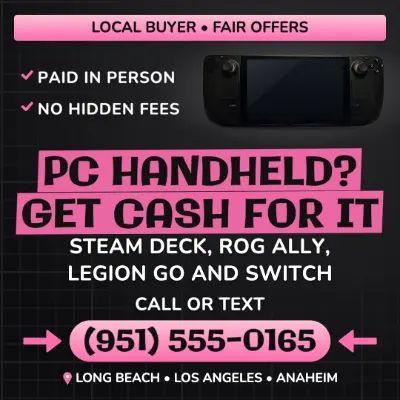 LOCAL BUYER • FAIR OFFERS
PAID IN PERSON
NO HIDDEN FEES
PC HANDHELD?
GET CASH FOR IT
STEAM DECK, ROG ALLY,
LEGION GO AND SWITCH
CALL OR TEXT
(951) 555-0165
LONG BEACH • LOS ANGELES • ANAHEIM